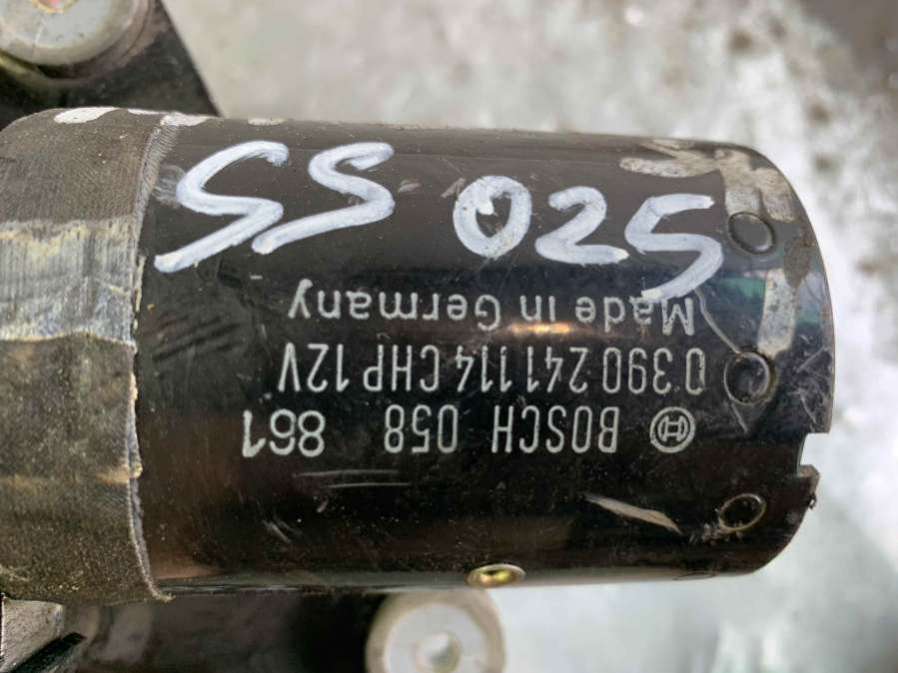 SS 025
BOSCH 058 861
0 390 241 114 CHP 12V
Made in Germany